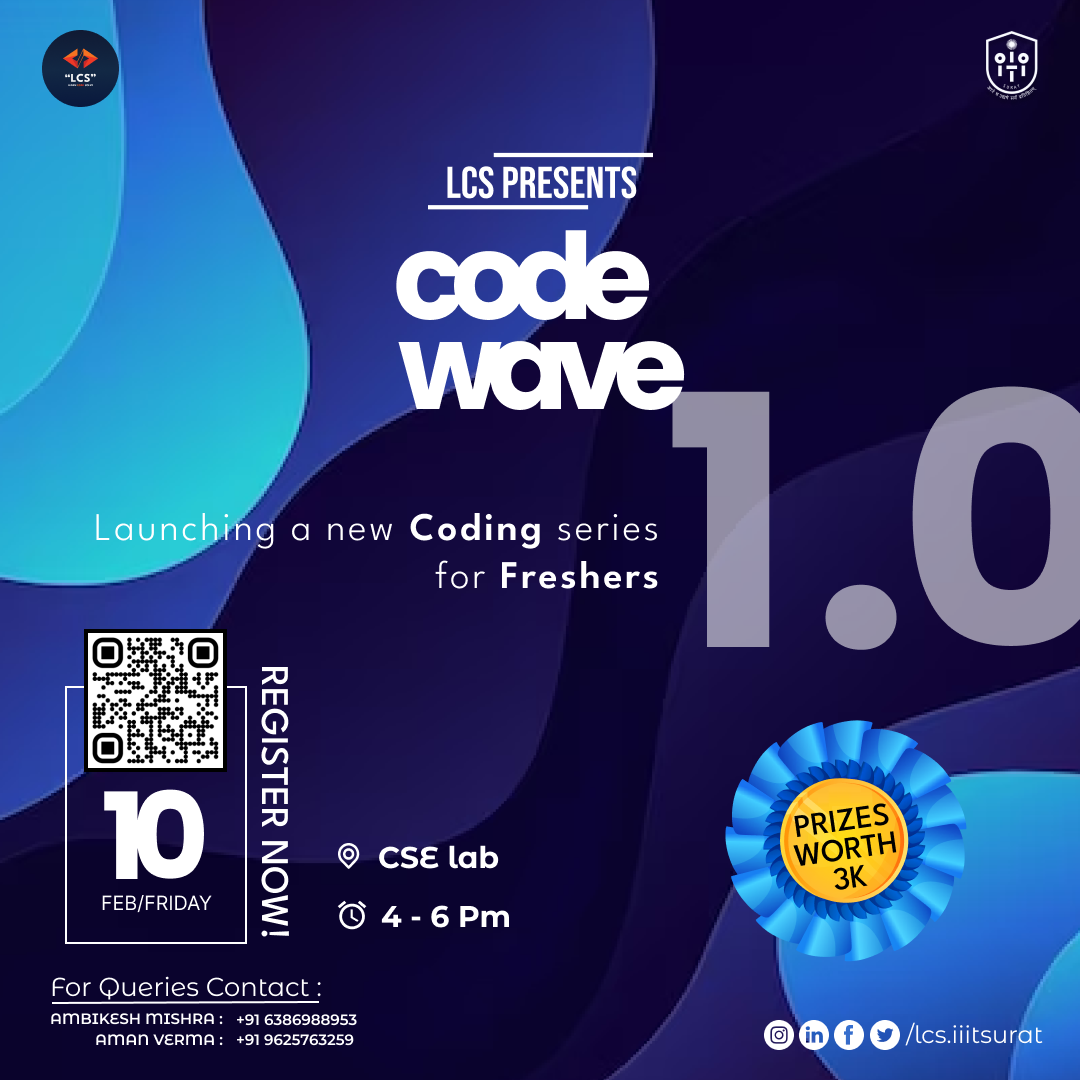 "LCS"
LCS PRESENTS
code
wave
1.0
Launching a new Coding series
for Freshers
REGISTER NOW!
10
FEB/FRIDAY
CSE lab
4 - 6 Pm
PRIZES
WORTH
3K
For Queries Contact :
AMBIKESH MISHRA : +91 6386988953
AMAN VERMA : +91 9625763259
/lcs.iiitsurat